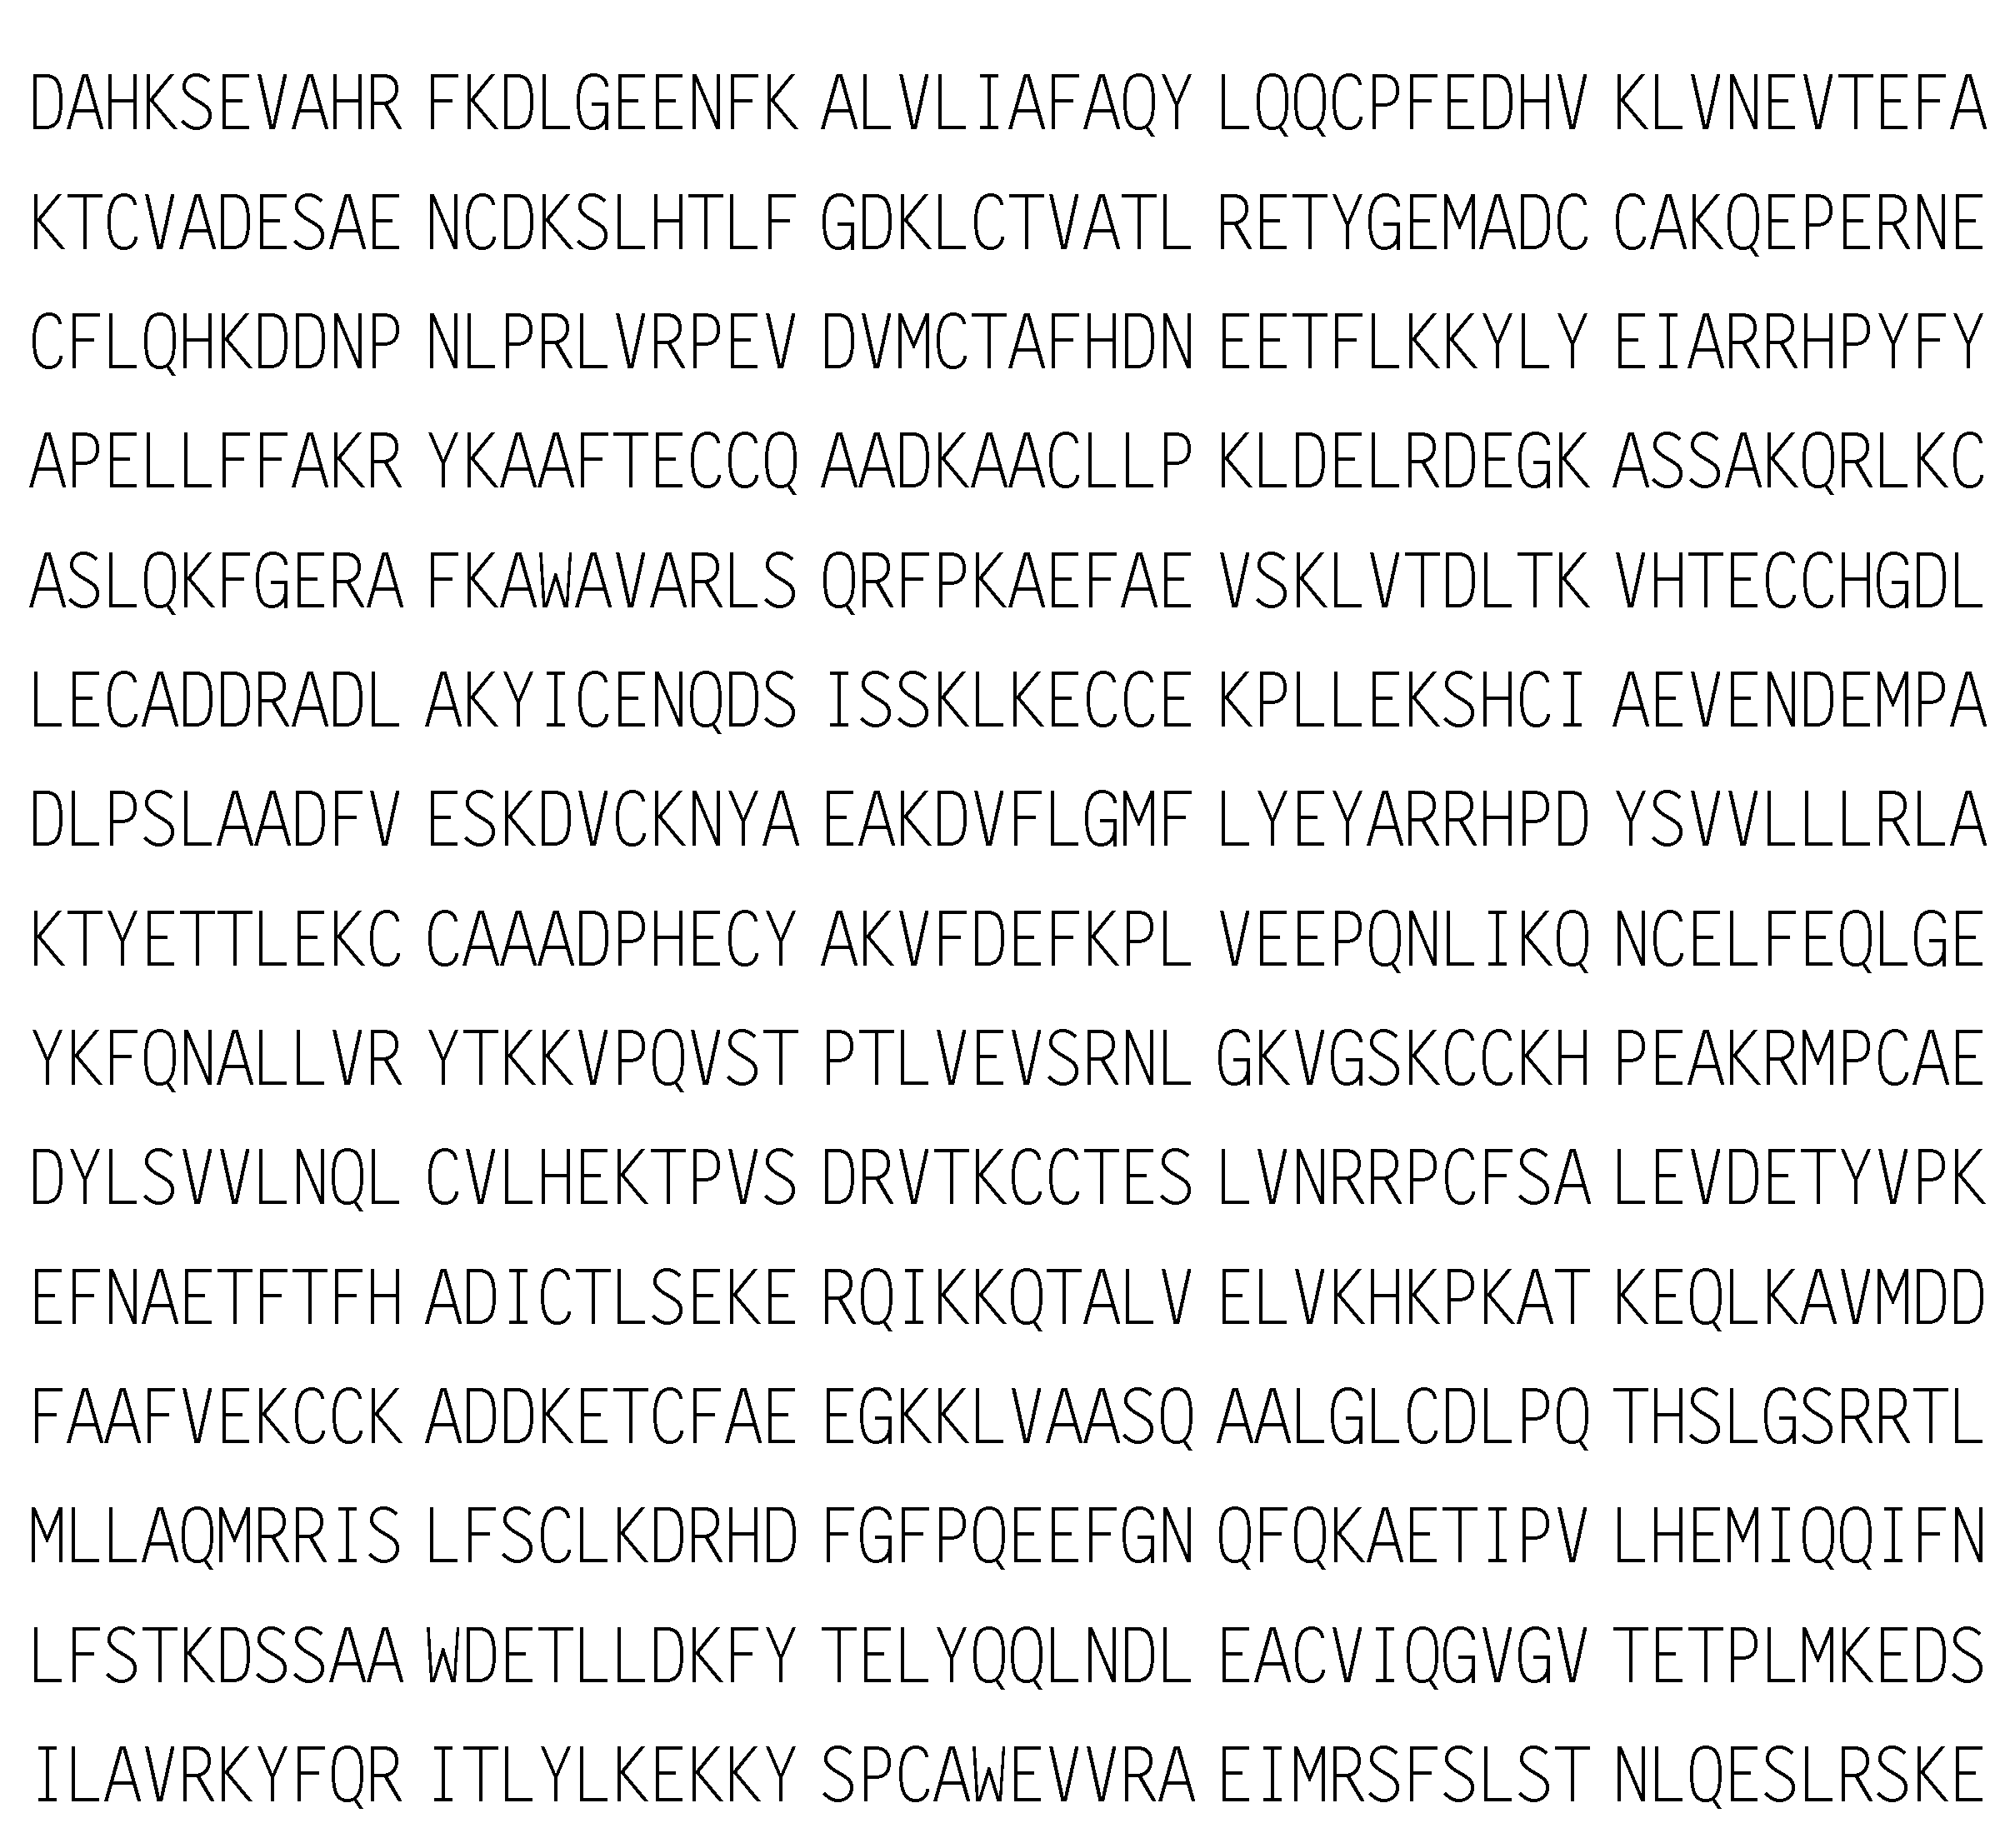 DAHKSEVAHR FKDLGEENFK ALVLIAFAQY LQQCPFEDHV KLVNEVTEFA
KTCVADESAE NCDKSLHTLF GDKLCTVATL RETYGEMADC CAKQEPERNE
CFLQHKDDNP NLPRLVRPEV DVMCTAFHDN EETFLKKYLY EIARRHPYFY
APELLFFAKR YKAAFTECCQ AADKAACLLP KLDELRDEGK ASSAKQRLKC
ASLQKFGERA FKAWAVARLS QRFPKAEFAE VSKLVTDLTK VHTECCHGDL
LECADDRADL AKYICENQDS ISSKLKECCE KPLLEKSHCI AEVENDEMPA
DLPSLAADFV ESKDVCKNYA EAKDVFLGMF LYEYARRHPD YSVVLLLRLA
KTYETTLEKC CAAADPHECY AKVFDEFKPL VEEPQNLIKQ NCELFEQLGE
YKFQNALLVR YTKKVPQVST PTLVEVSRNL GKVGSKCCKH PEAKRMPCAE
DYLSVVLNQL CVLHEKTPVS DRVTKCCTES LVNRRPCFSA LEVDETYVPK
EFNAETFTFH ADICTLSEKE RQIKKQTALV ELVKHKPKAT KEQLKAVMDD
FAAFVEKCCK ADDKETCFAE EGKKLVAASQ AALGLCDLPQ THSLGSRRTL
MLLAQMRRIS LFSCLKDRHD FGFPQEEFGN QFQKAETIPV LHEMIQQIFN
LFSTKDSSAA WDETLLDKFY TELYQQLNDL EACVIQGVGV TETPLMKEDS
ILAVRKYFQR ITLYLKEKKY SPCAWEVVRA EIMRSFSLST NLQESLRSKE